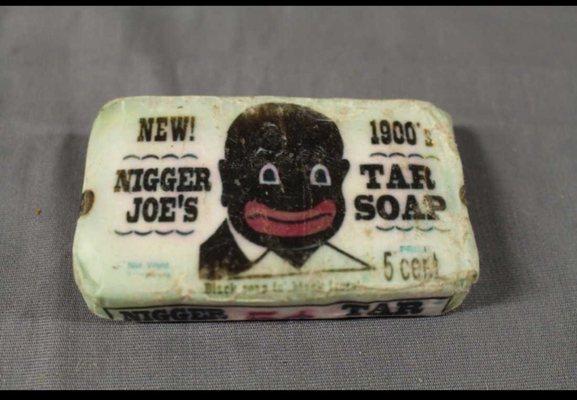 NEW!
NIGGER
JOE'S
1900's
TAR
SOAP
5 cent
NIGGER
TAR